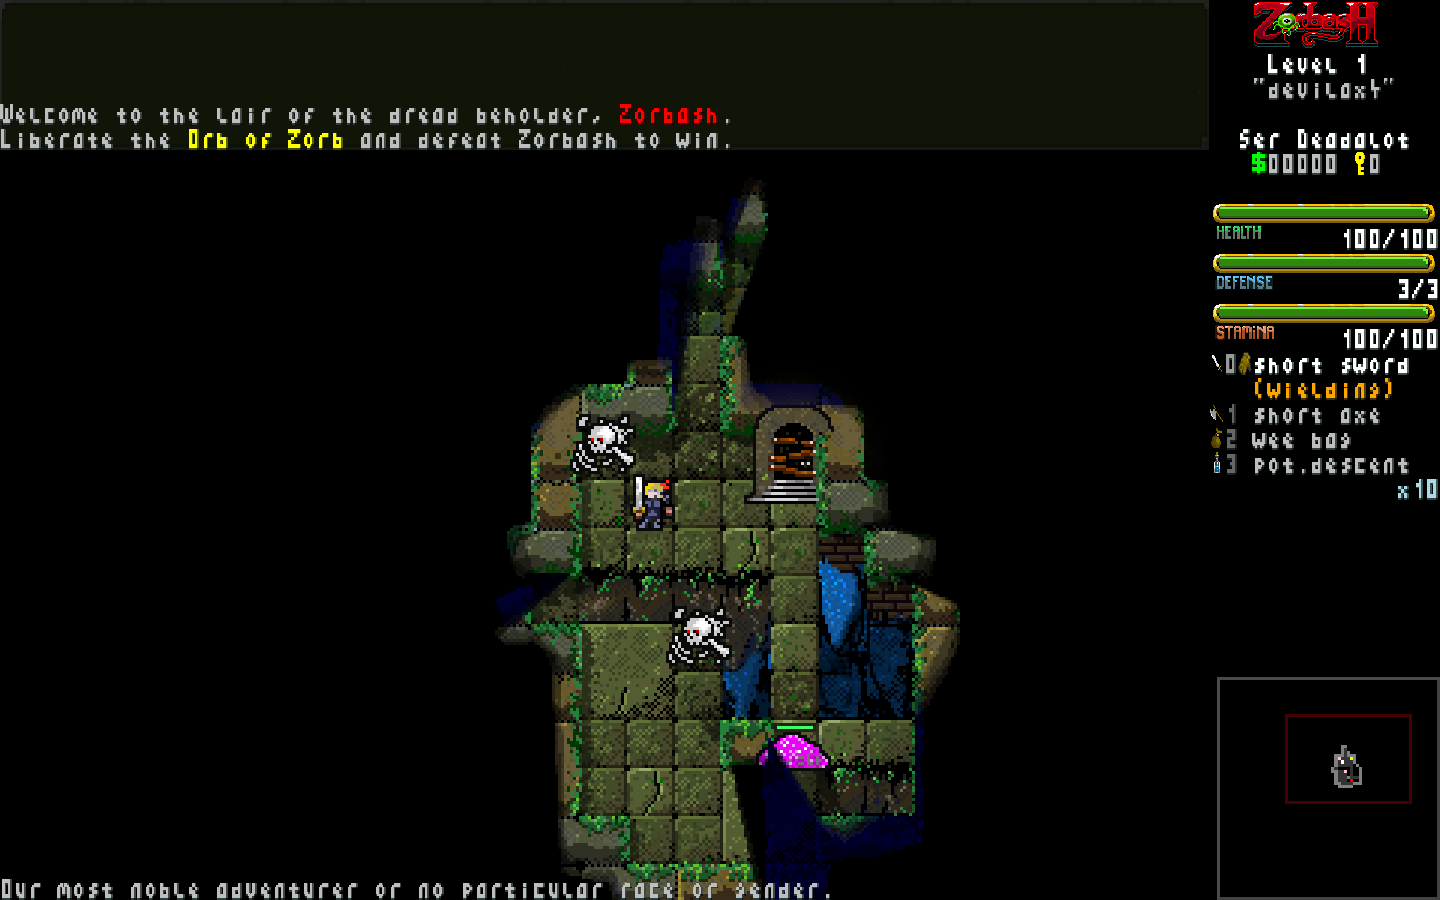 Zorbash
Level 1
"devilaxt"
Welcome to the lair of the dread beholder, Zorbash.
Liberate the Orb of Zorb and defeat Zorbash to win.
Ser Deadalot
$00000 0
HEALTH
100/100
DEFENSE
3/3
STAMINA
100/100
0 short sword
(wielding)
1 short axe
2 wee bag
3 pot.descent
x10
Our most noble adventurer of no particular race or gender.